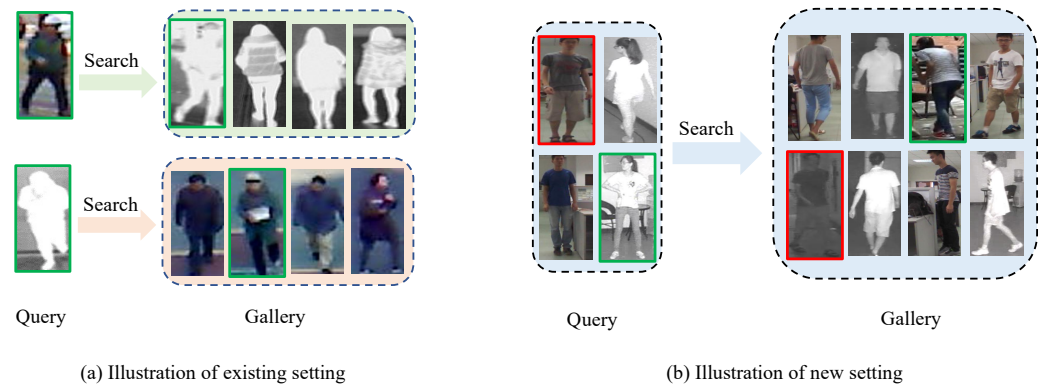 Search
Search
Query
Gallery
(a) Illustration of existing setting
Search
Query
Gallery
(b) Illustration of new setting